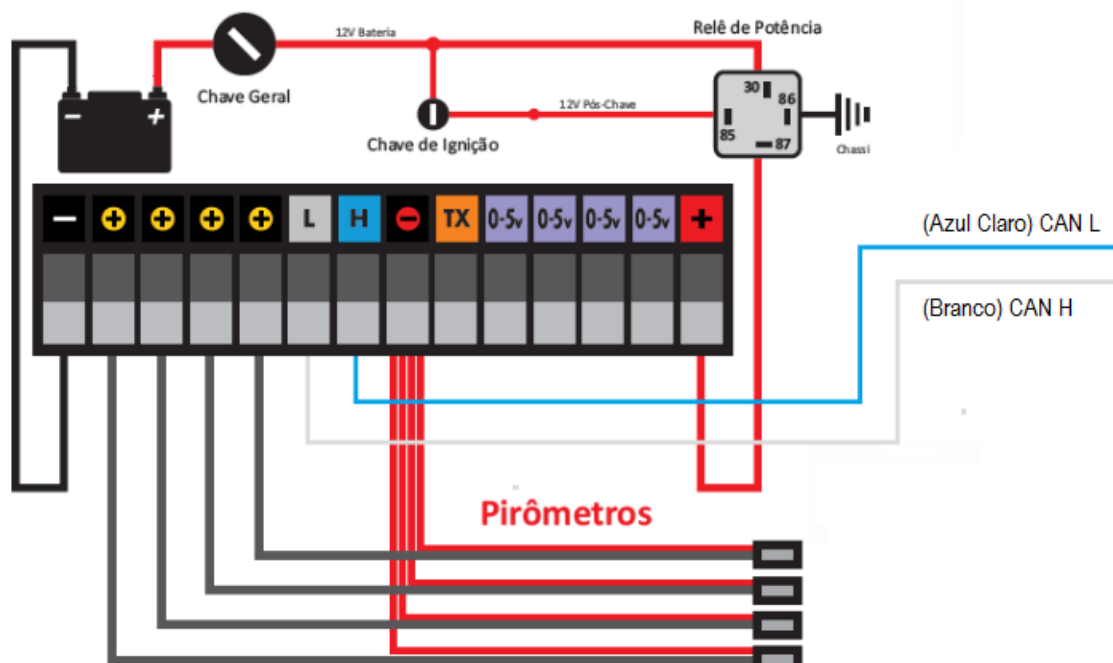 12V Bateria
Relê de Potência
Chave Geral
30
86
85
87
12V Pós-Chave
Chave de Ignição
Chassi
− +
− + + + + L H − TX 0-5v 0-5v 0-5v 0-5v +
(Azul Claro) CAN L
(Branco) CAN H
Pirômetros